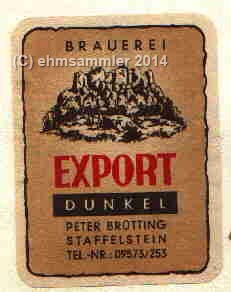 BRAUEREI
(C) ehmsammler 2014
EXPORT
DUNKEL
PETER BRÜTTING
STAFFELSTEIN
TEL.-NR.: 09573/253